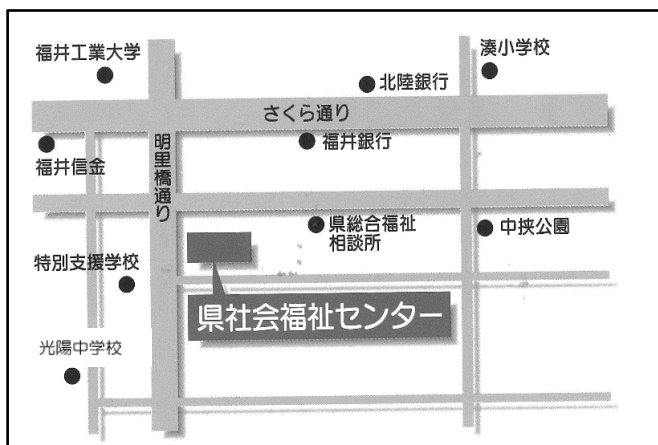 福井工業大学
湊小学校
北陸銀行
さくら通り
福井銀行
福井信金
明里橋通り
県総合福祉
相談所
中挟公園
特別支援学校
県社会福祉センター
光陽中学校